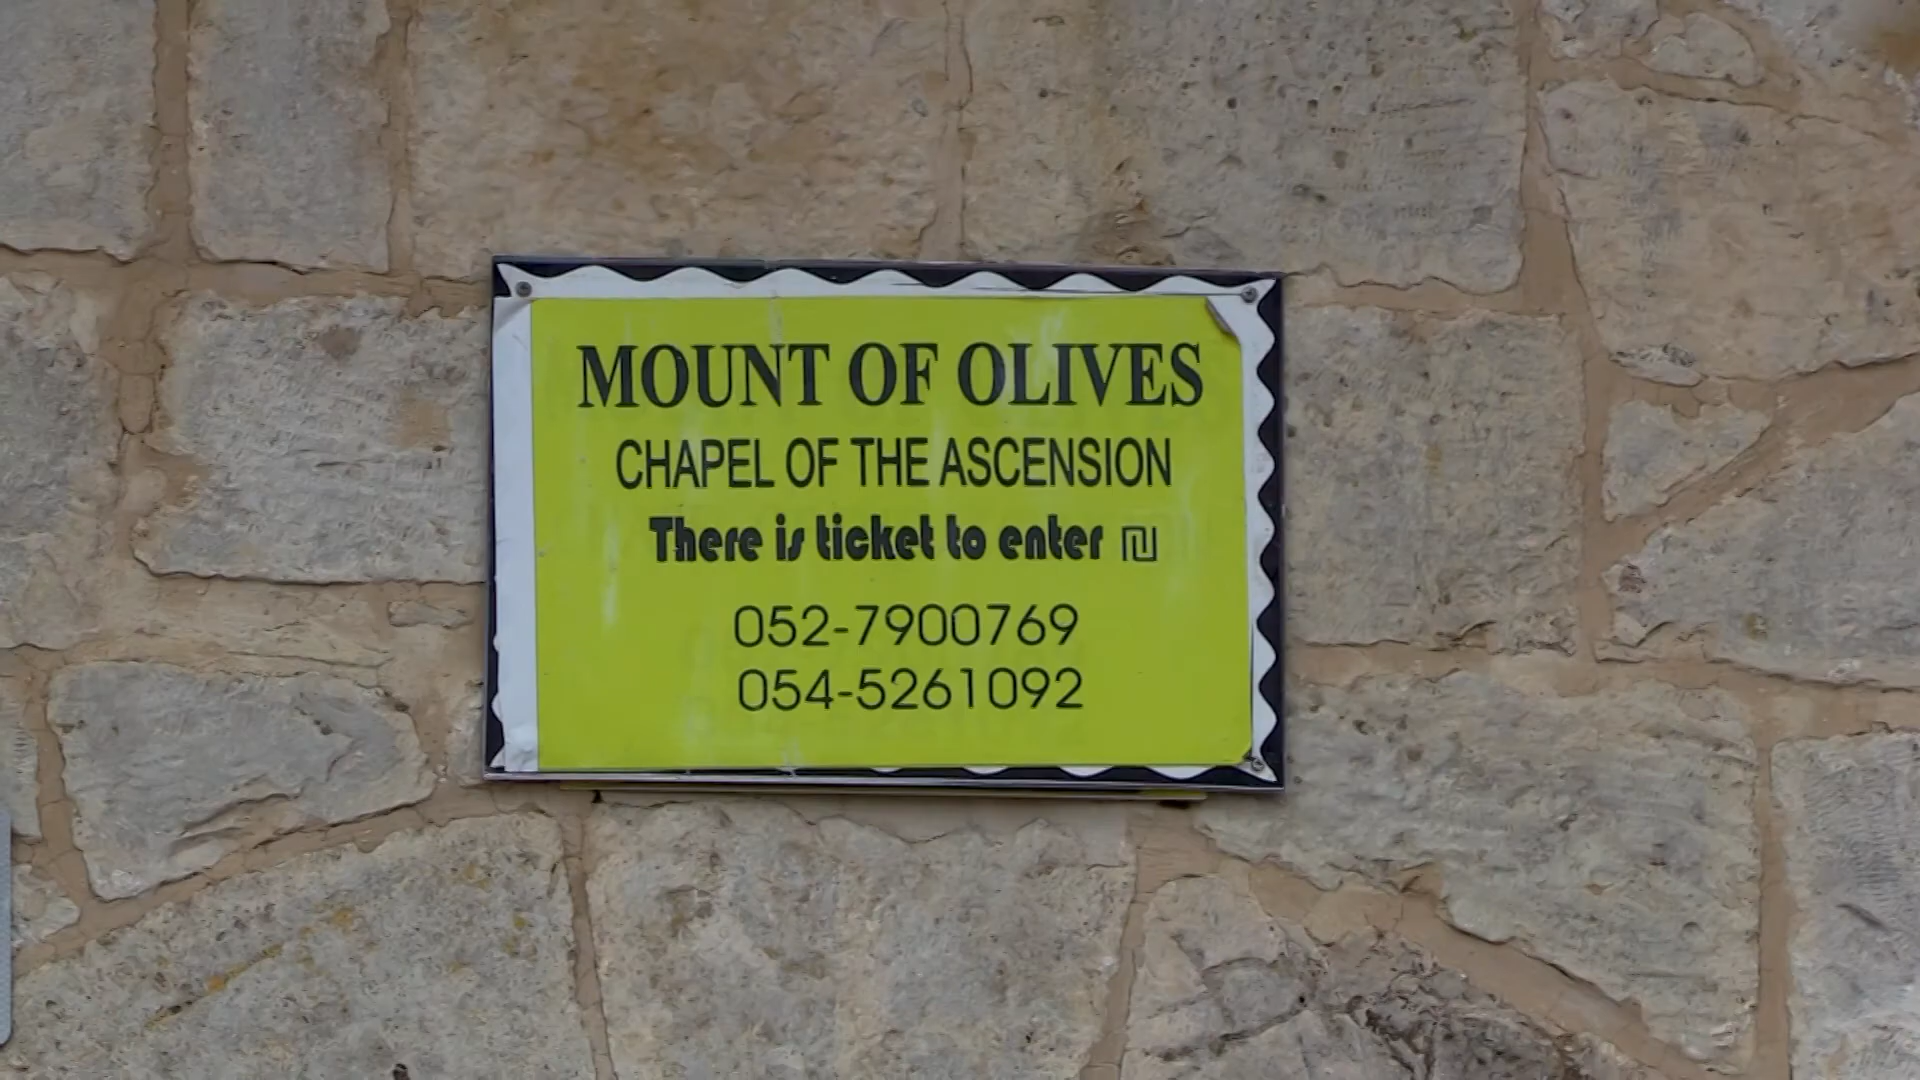 MOUNT OF OLIVES
CHAPEL OF THE ASCENSION
There is ticket to enter ₪
052-7900769
054-5261092